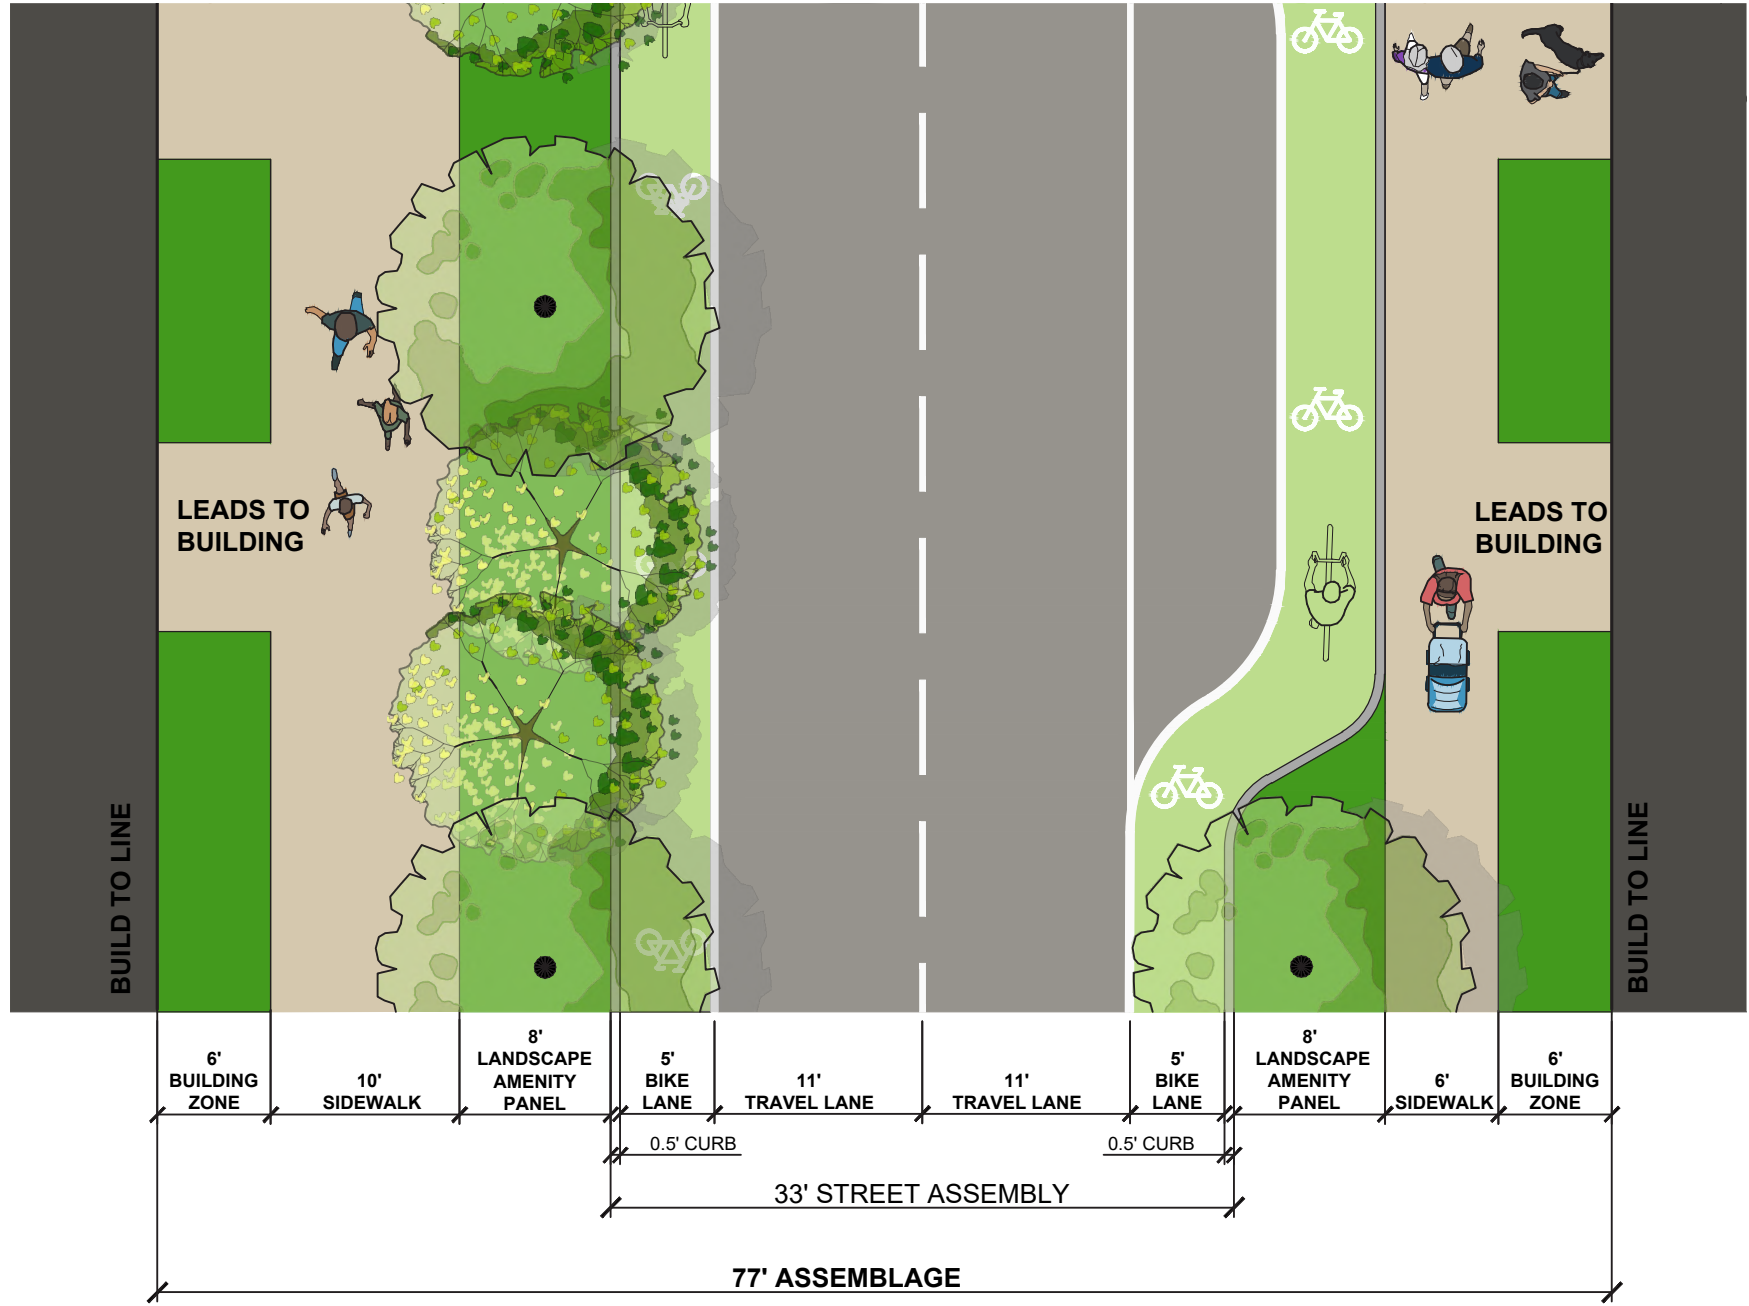 LEADS TO
BUILDING
LEADS TO
BUILDING
BUILD TO LINE
BUILD TO LINE
6'
BUILDING
ZONE
10'
SIDEWALK
8'
LANDSCAPE
AMENITY
PANEL
5'
BIKE
LANE
11'
TRAVEL LANE
11'
TRAVEL LANE
5'
BIKE
LANE
8'
LANDSCAPE
AMENITY
PANEL
6'
SIDEWALK
6'
BUILDING
ZONE
0.5' CURB
0.5' CURB
33' STREET ASSEMBLY
77' ASSEMBLAGE